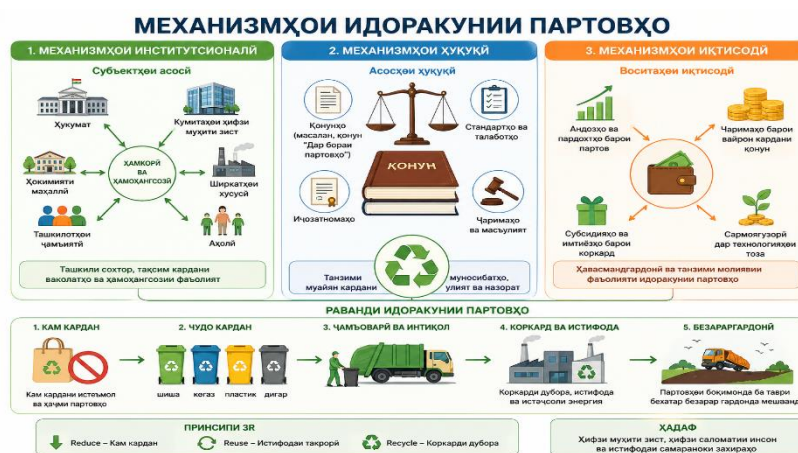 МЕХАНИЗМҲОИ ИДОРАКУНИИ ПАРТОВҲО
1. МЕХАНИЗМҲОИ ИНСТИТУТСИОНАЛӢ
Субъектҳои асосӣ
Ҳукумат
Кумитаҳои ҳифзи
муҳити зист
ҲАМКОРӢ
ВА
ҲАМОҲАНГСОЗӢ
Ҳокимияти
маҳаллӣ
Ширкатҳои
хусусӣ
Ташкилотҳои
ҷамъиятӣ
Аҳолӣ
Ташкили сохтор, тақсим кардани
ваколатҳо ва ҳамоҳангсозии фаъолият
2. МЕХАНИЗМҲОИ ҲУҚУҚӢ
Асосҳои ҳуқуқӣ
Қонунҳо
(масалан, қонун
"Дар бораи
партовҳо")
Стандартҳо ва
талаботҳо
ҚОНУН
Иҷозатномаҳо
Ҷаримаҳо
ва масъулият
Танзими
муайян кардани
муносибатҳо,
улият ва назорат
3. МЕХАНИЗМҲОИ ИҚТИСОДӢ
Воситаҳои иқтисодӣ
Андозҳо ва
пардохтҳо барои
партов
Ҷаримаҳо барои
вайрон кардани
қонун
Субсидияҳо ва
имтиёзҳо барои
коркард
Сармоягузорӣ
дар технологияҳои
тоза
Ҳавасмандгардонӣ ва танзими молиявии
фаъолияти идоракунии партовҳо
РАВАНДИ ИДОРАКУНИИ ПАРТОВҲО
1. КАМ КАРДАН
Кам кардани истеъмол
ва ҳаҷми партовҳо
2. ҶУДО КАРДАН
шиша кегаз пластик дигар
3. ҶАМЪОВАРӢ ВА ИНТИҚОЛ
4. КОРКАРД ВА ИСТИФОДА
Коркарди дубора, истифода
ва истаҷсоли энергия
5. БЕЗАРАРГАРДОНӢ
Партовҳои боқимонда ба таври
бехатар безарар гардонда мешаванд
ПРИНСИПИ 3R
Reduce – Кам кардан
Reuse – Истифодаи такрорӣ
Recycle – Коркарди дубора
ҲАДАФ
Ҳифзи муҳити зист, ҳифзи саломатии инсон
ва истифодаи самараноки захираҳо